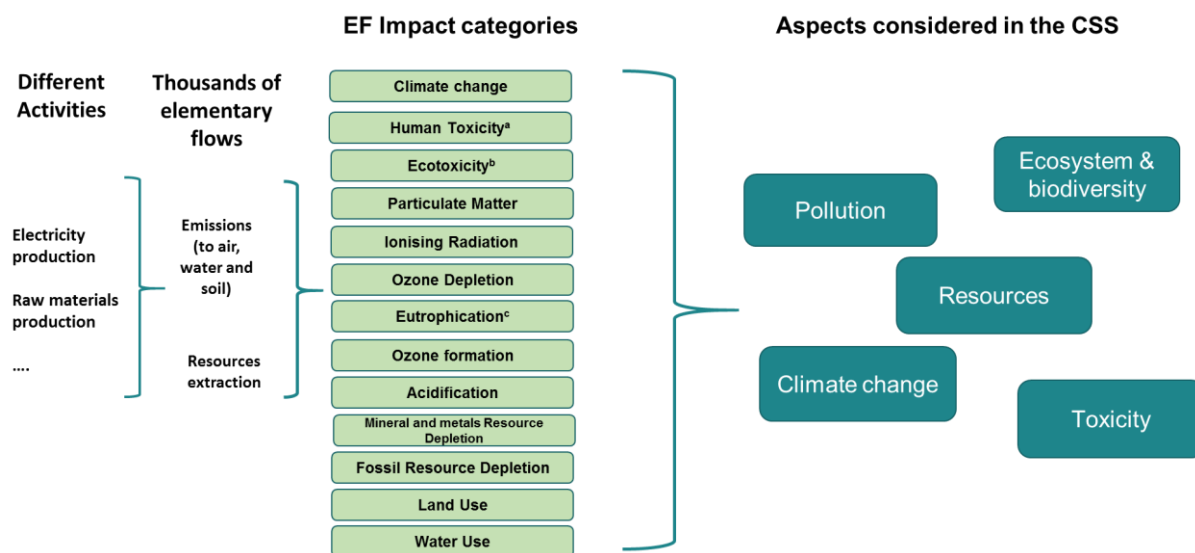 EF Impact categories
Aspects considered in the CSS
Different
Activities
Thousands of
elementary
flows
Electricity
production
Raw materials
production
....
Emissions
(to air,
water and
soil)
Resources
extraction
Climate change
Human Toxicityᵃ
Ecotoxicityᵇ
Particulate Matter
Ionising Radiation
Ozone Depletion
Eutrophicationᶜ
Ozone formation
Acidification
Mineral and metals Resource
Depletion
Fossil Resource Depletion
Land Use
Water Use
Ecosystem &
biodiversity
Pollution
Resources
Climate change
Toxicity